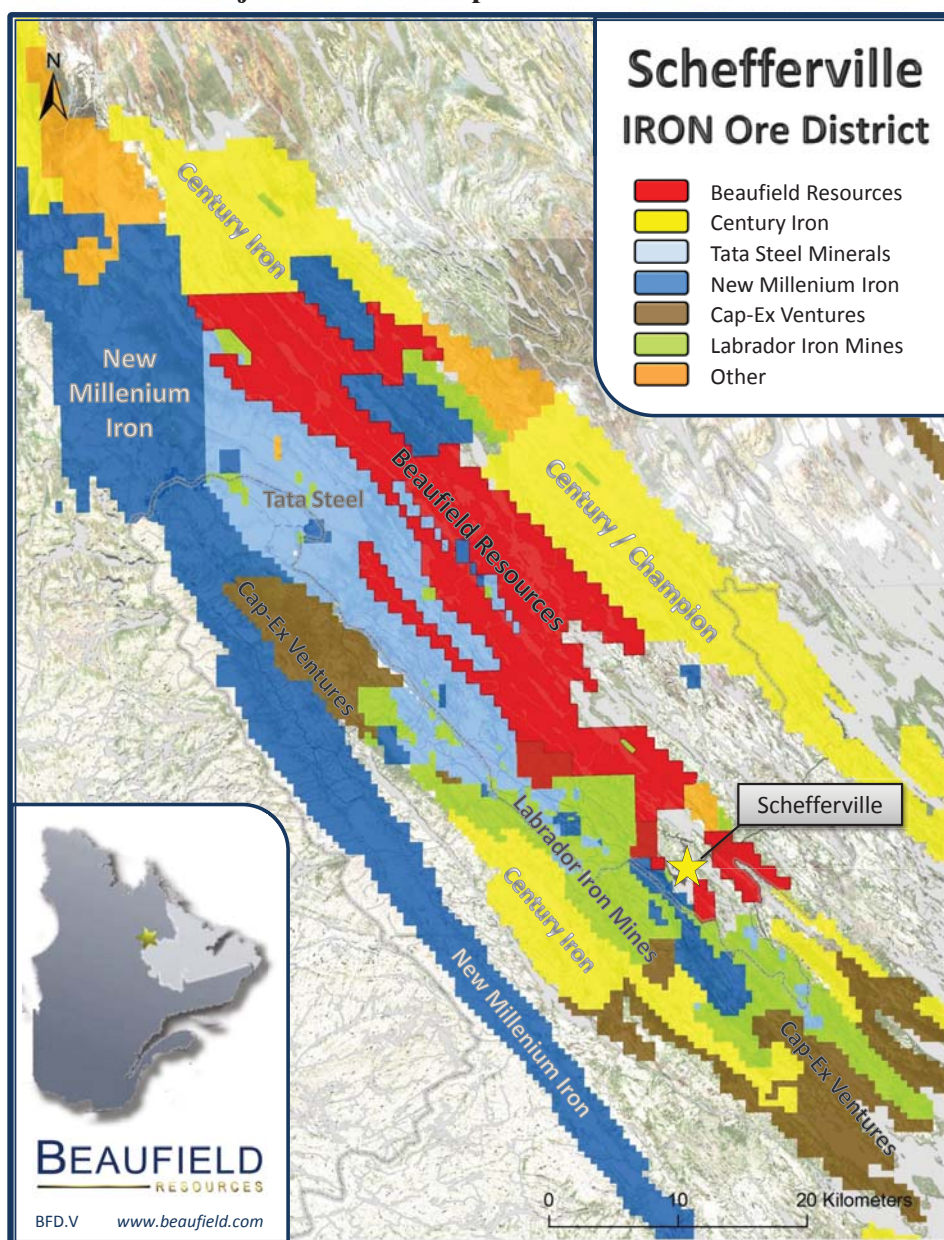 Schefferville
IRON Ore District
Beaufield Resources
Century Iron
Tata Steel Minerals
New Millenium Iron
Cap-Ex Ventures
Labrador Iron Mines
Other
N
Century Iron
New
Millenium
Iron
Tata Steel
Beaufield Resources
Century / Champion
Cap-Ex Ventures
Schefferville
Labrador Iron Mines
Century Iron
New Millenium Iron
Cap-Ex Ventures
0 10 20 Kilometers
BEAUFIELD
RESOURCES
BFD.V www.beaufield.com